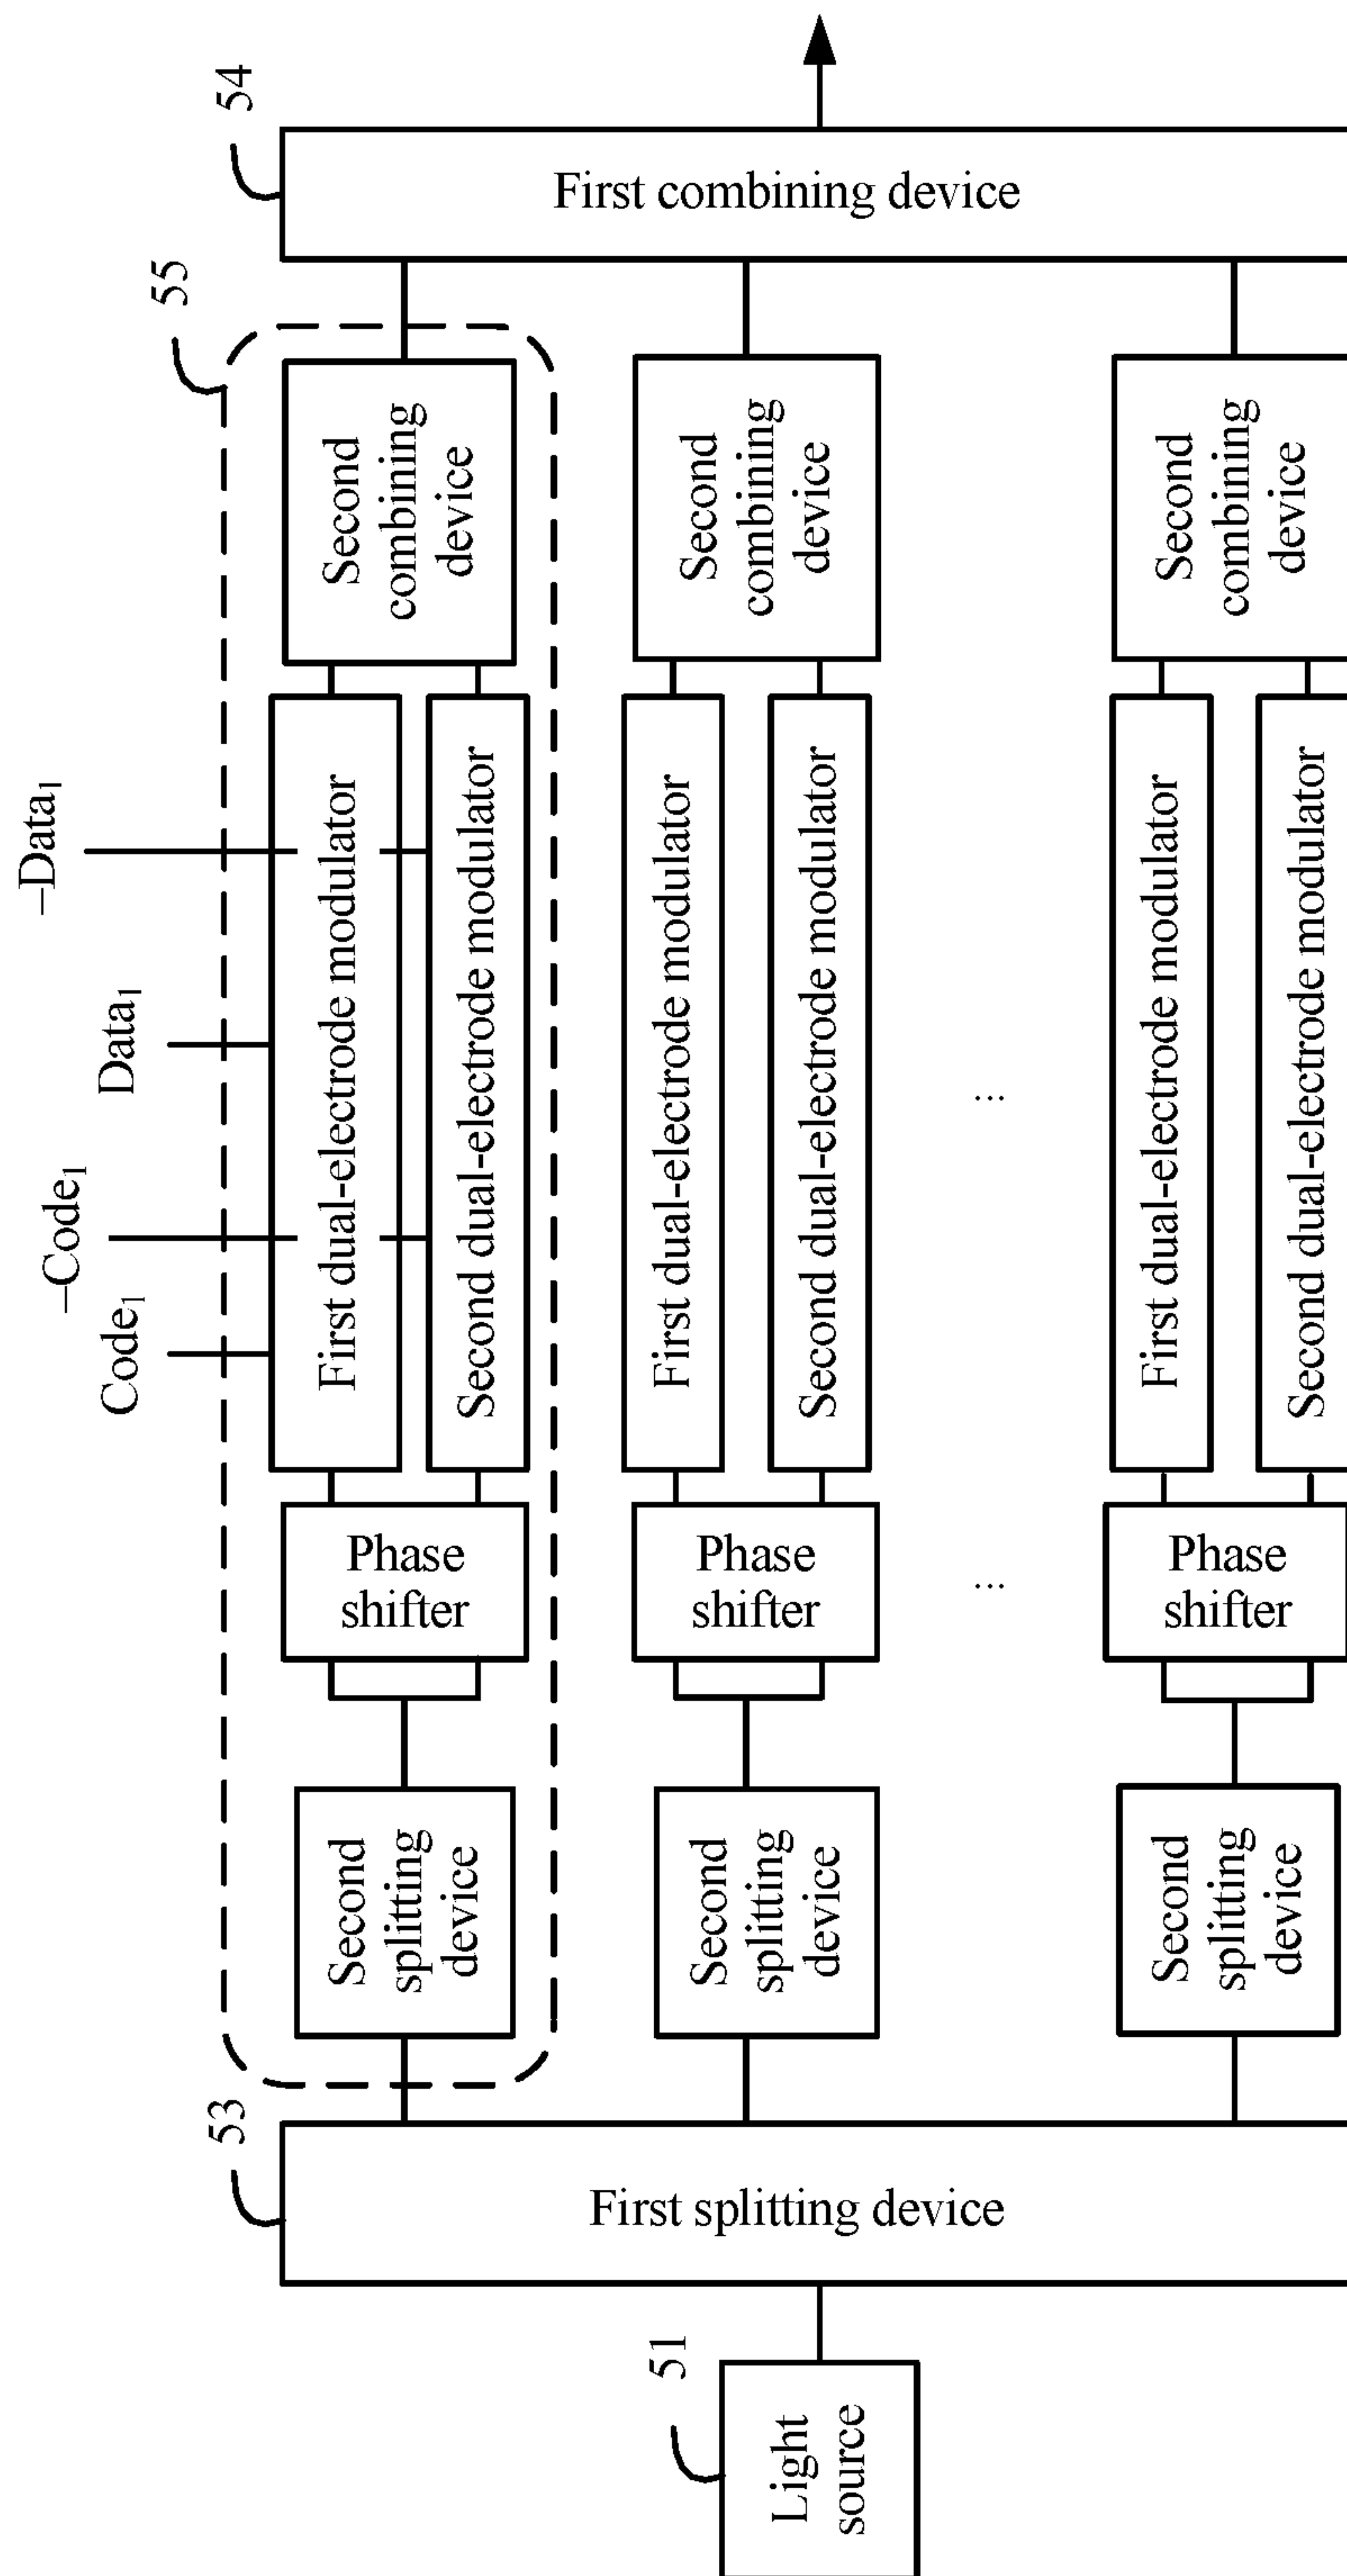 54
First combining device
55
Second
combining
device
Second
combining
device
Second
combining
device
–Data1
Data1
–Code1
Code1
First dual-electrode modulator
Second dual-electrode modulator
First dual-electrode modulator
Second dual-electrode modulator
...
First dual-electrode modulator
Second dual-electrode modulator
Phase
shifter
Phase
shifter
...
Phase
shifter
Second
splitting
device
Second
splitting
device
Second
splitting
device
53
First splitting device
51
Light
source